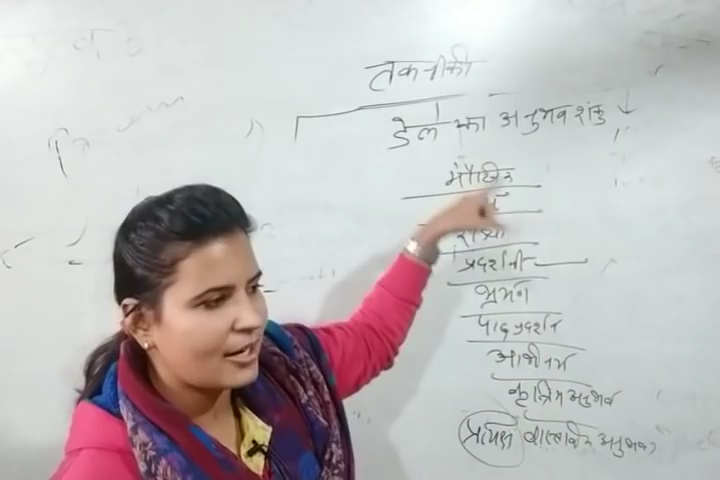 तकनीकी
डेल का अनुभव शंकु
मौखिक
प्रदर्शनी
भ्रमण
पाठ प्रदर्शन
अभिनय
कृत्रिम अनुभव
प्रत्यक्ष वास्तविक अनुभव